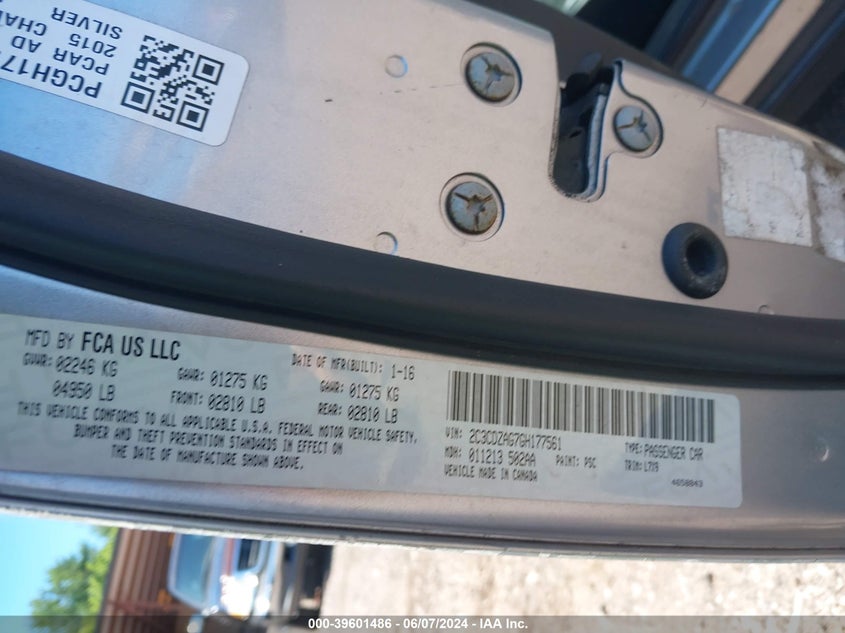 PCGH177
PCAR AD
2015 CHA
SILVER
MFD BY FCA US LLC
DATE OF MFR(BUILT): 1-16
GVWR: 02246 KG GAWR: 01275 KG GAWR: 01275 KG
04950 LB FRONT: 02810 LB REAR: 02810 LB
THIS VEHICLE CONFORMS TO ALL APPLICABLE U.S.A. FEDERAL MOTOR VEHICLE SAFETY,
BUMPER AND THEFT PREVENTION STANDARDS IN EFFECT ON
THE DATE OF MANUFACTURE SHOWN ABOVE.
VIN: 2C3CDZAG7GH177561 TYPE: PASSENGER CAR
MDH: 011213 502AA PAINT: PSC TRIM: L7X9
VEHICLE MADE IN CANADA 4658843
000-39601486 - 06/07/2024 - IAA Inc.